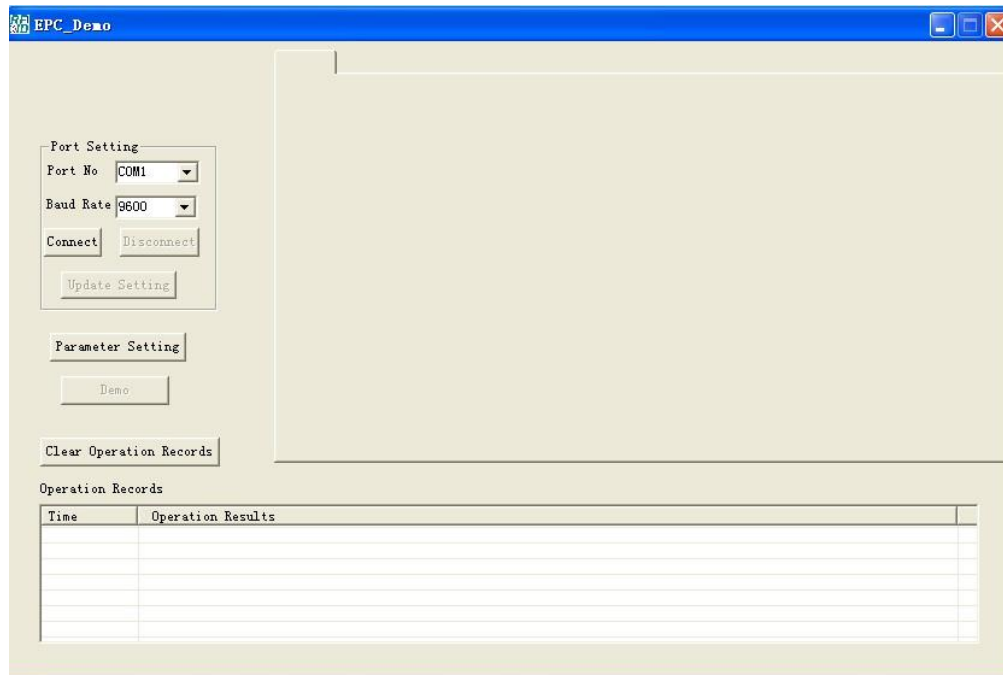 EPC_Demo
Port Setting
Port No COM1
Baud Rate 9600
Connect Disconnect
Update Setting
Parameter Setting
Demo
Clear Operation Records
Operation Records
Time Operation Results